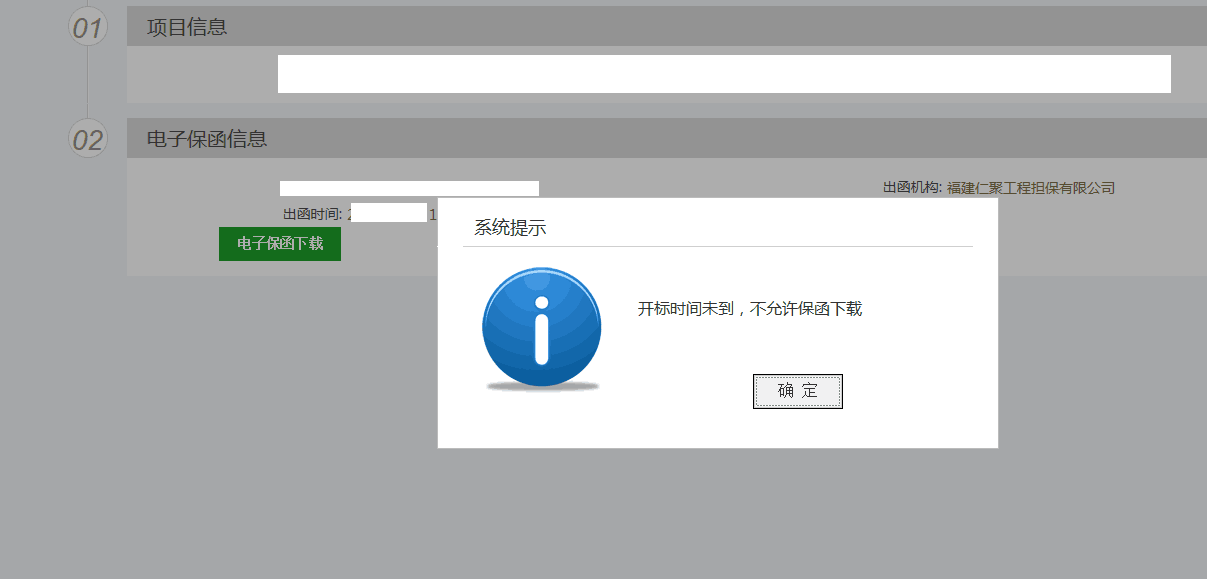 01
项目信息
02
电子保函信息
出函机构: 福建仁聚工程担保有限公司
出函时间:
电子保函下载
系统提示
开标时间未到，不允许保函下载
确 定